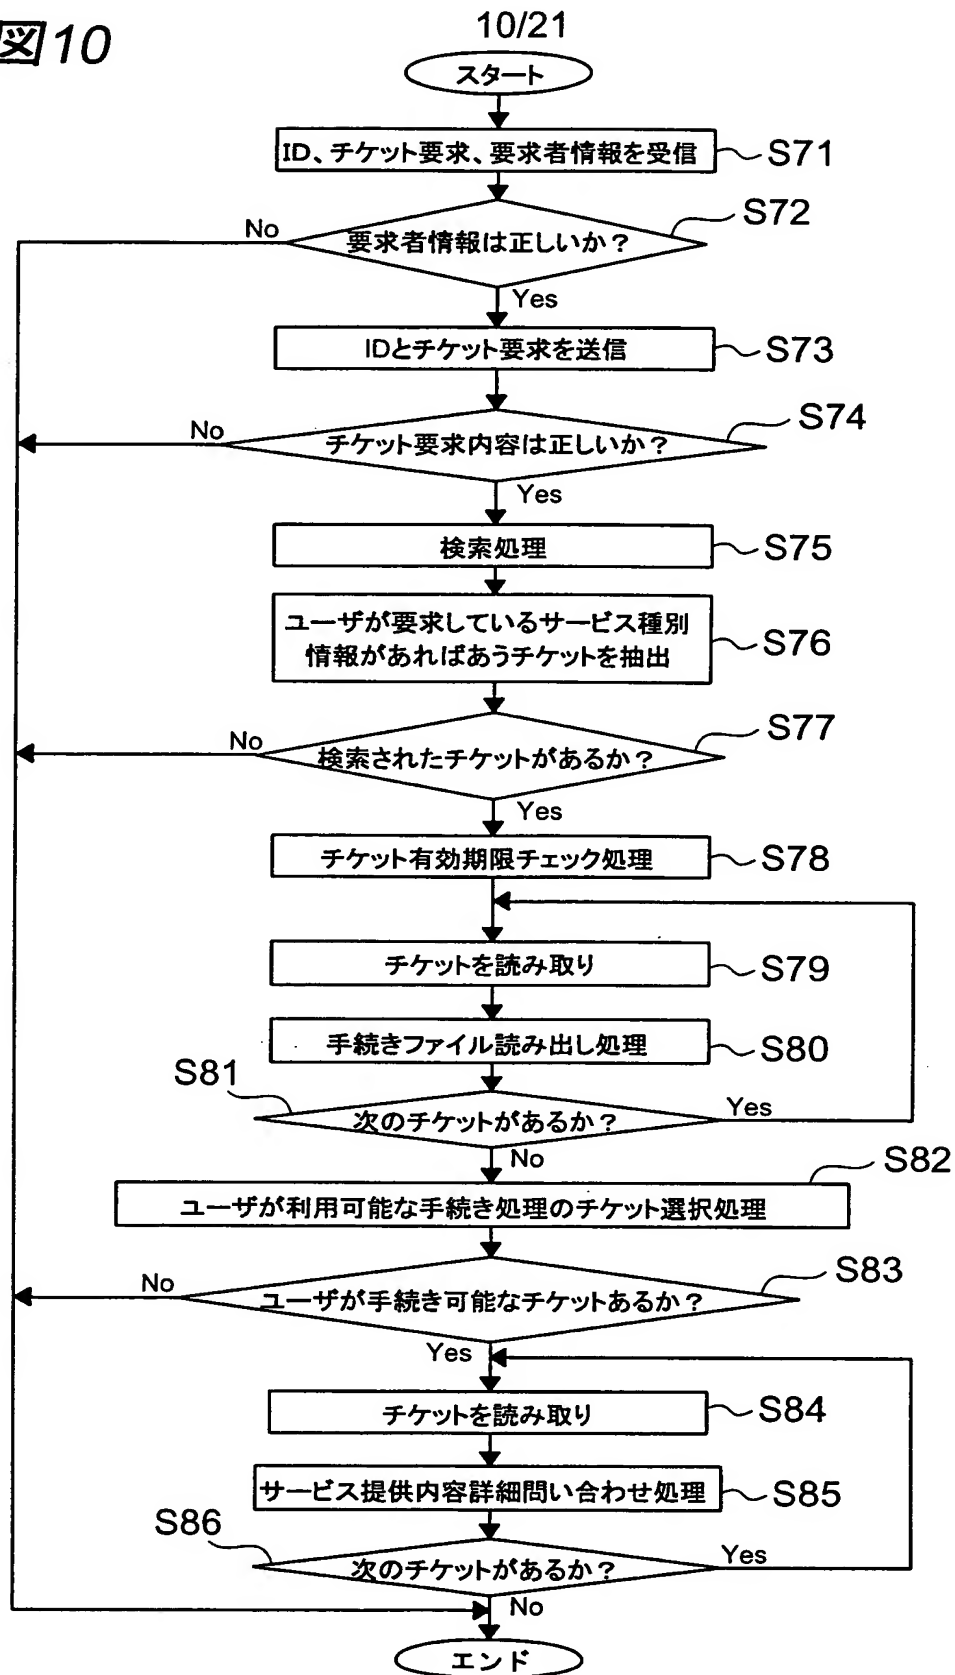 図10
10/21
スタート
ID、チケット要求、要求者情報を受信
S71
S72
No
要求者情報は正しいか？
Yes
IDとチケット要求を送信
S73
S74
No
チケット要求内容は正しいか？
Yes
検索処理
S75
ユーザが要求しているサービス種別
情報があればあうチケットを抽出
S76
S77
No
検索されたチケットがあるか？
Yes
チケット有効期限チェック処理
S78
チケットを読み取り
S79
手続きファイル読み出し処理
S80
S81
次のチケットがあるか？
Yes
No
S82
ユーザが利用可能な手続き処理のチケット選択処理
S83
No
ユーザが手続き可能なチケットあるか？
Yes
チケットを読み取り
S84
サービス提供内容詳細問い合わせ処理
S85
S86
次のチケットがあるか？
Yes
No
エンド